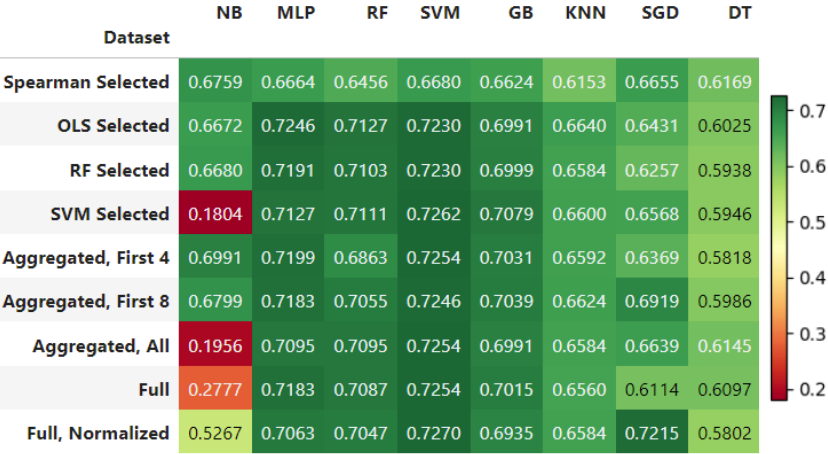 NB MLP RF SVM GB KNN SGD DT
Dataset
Spearman Selected 0.6759 0.6664 0.6456 0.6680 0.6624 0.6153 0.6655 0.6169
OLS Selected 0.6672 0.7246 0.7127 0.7230 0.6991 0.6640 0.6431 0.6025
RF Selected 0.6680 0.7191 0.7103 0.7230 0.6999 0.6584 0.6257 0.5938
SVM Selected 0.1804 0.7127 0.7111 0.7262 0.7079 0.6600 0.6568 0.5946
Aggregated, First 4 0.6991 0.7199 0.6863 0.7254 0.7031 0.6592 0.6369 0.5818
Aggregated, First 8 0.6799 0.7183 0.7055 0.7246 0.7039 0.6624 0.6919 0.5986
Aggregated, All 0.1956 0.7095 0.7095 0.7254 0.6991 0.6584 0.6639 0.6145
Full 0.2777 0.7183 0.7087 0.7254 0.7015 0.6560 0.6114 0.6097
Full, Normalized 0.5267 0.7063 0.7047 0.7270 0.6935 0.6584 0.7215 0.5802
0.7
0.6
0.5
0.4
0.3
0.2